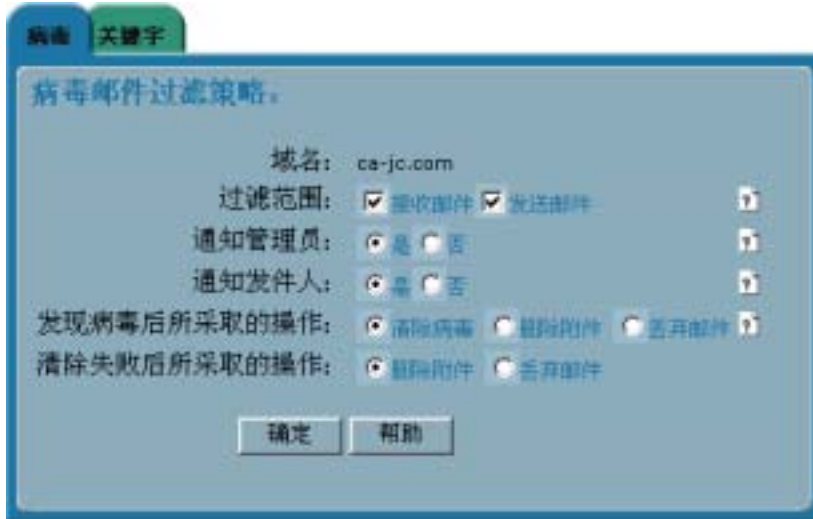 病毒 关键字
病毒邮件过滤策略。
域名： ca-jc.com
过滤范围： 接收邮件 发送邮件
通知管理员： 是 否
通知发件人： 是 否
发现病毒后所采取的操作： 清除病毒 删除附件 丢弃邮件
清除失败后所采取的操作： 删除附件 丢弃邮件
确定 帮助